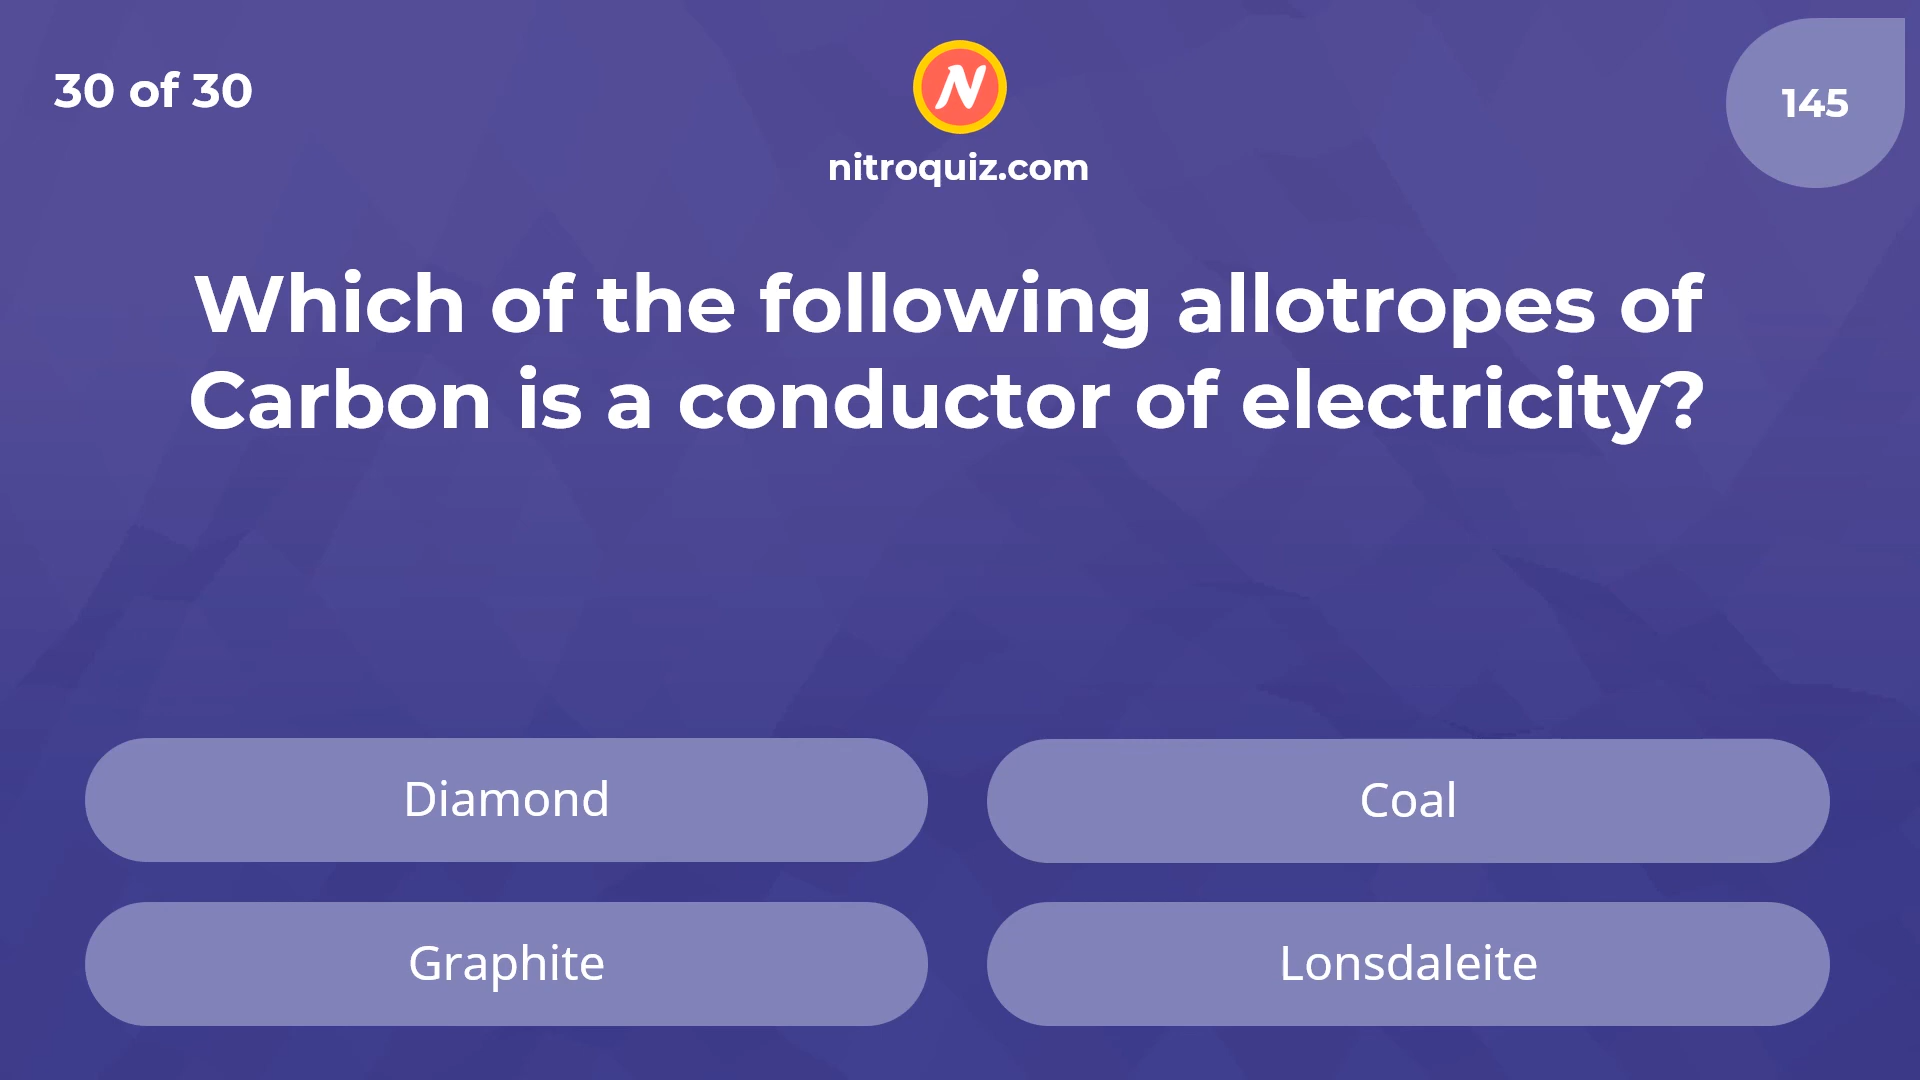 30 of 30
N
nitroquiz.com
145
Which of the following allotropes of
Carbon is a conductor of electricity?
Diamond
Coal
Graphite
Lonsdaleite